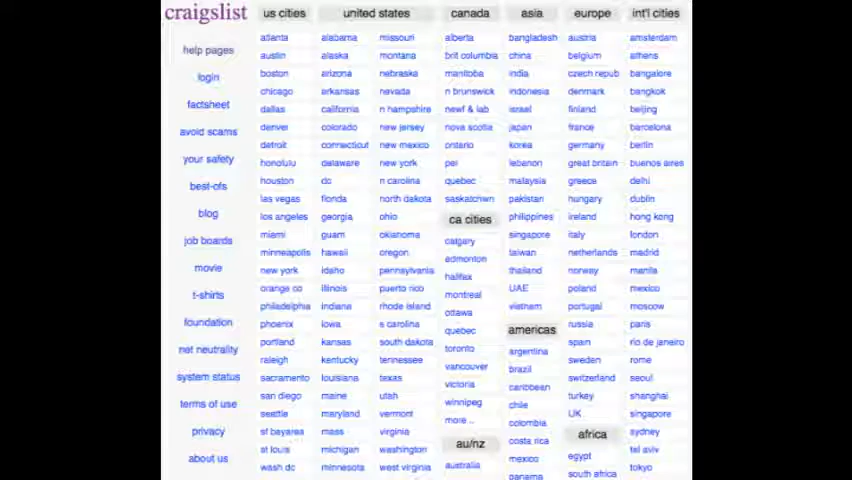 craigslist
help pages
login
factsheet
avoid scams
your safety
best-ofs
blog
job boards
movie
t-shirts
foundation
net neutrality
system status
terms of use
privacy
about us
us cities
atlanta
austin
boston
chicago
dallas
denver
detroit
honolulu
houston
las vegas
los angeles
miami
minneapolis
new york
orange co
philadelphia
phoenix
portland
raleigh
sacramento
san diego
seattle
sf bayarea
st louis
wash dc
united states
alabama
alaska
arizona
arkansas
california
colorado
connecticut
delaware
dc
florida
georgia
guam
hawaii
idaho
illinois
indiana
iowa
kansas
kentucky
louisiana
maine
maryland
mass
michigan
minnesota
missouri
montana
nebraska
nevada
n hampshire
new jersey
new mexico
new york
n carolina
north dakota
ohio
oklahoma
oregon
pennsylvania
puerto rico
rhode island
s carolina
south dakota
tennessee
texas
utah
vermont
virginia
washington
west virginia
canada
alberta
brit columbia
manitoba
n brunswick
newf & lab
nova scotia
ontario
pei
quebec
saskatchwn
ca cities
calgary
edmonton
halifax
montreal
ottawa
quebec
toronto
vancouver
victoria
winnipeg
more ...
au/nz
australia
asia
bangladesh
china
india
indonesia
israel
japan
korea
lebanon
malaysia
pakistan
philippines
singapore
taiwan
thailand
UAE
vietnam
americas
argentina
brazil
caribbean
chile
colombia
costa rica
mexico
panama
europe
austria
belgium
czech repub
denmark
finland
france
germany
great britain
greece
hungary
ireland
italy
netherlands
norway
poland
portugal
russia
spain
sweden
switzerland
turkey
UK
africa
egypt
south africa
int'l cities
amsterdam
athens
bangalore
bangkok
beijing
barcelona
berlin
buenos aires
delhi
dublin
hong kong
london
madrid
manila
mexico
moscow
paris
rio de janeiro
rome
seoul
shanghai
singapore
sydney
tel aviv
tokyo